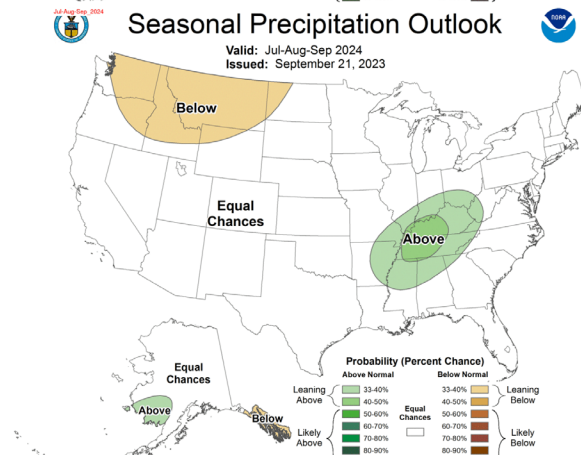 Jul-Aug-Sep 2024
Seasonal Precipitation Outlook
NOAA
Valid: Jul-Aug-Sep 2024
Issued: September 21, 2023
Below
Equal
Chances
Above
Equal
Chances
Above
Below
Probability (Percent Chance)
Above Normal
Below Normal
Leaning
Above
33-40%
40-50%
50-60%
Likely
Above
60-70%
70-80%
80-90%
Equal
Chances
33-40%
40-50%
50-60%
Leaning
Below
60-70%
70-80%
80-90%
Likely
Below